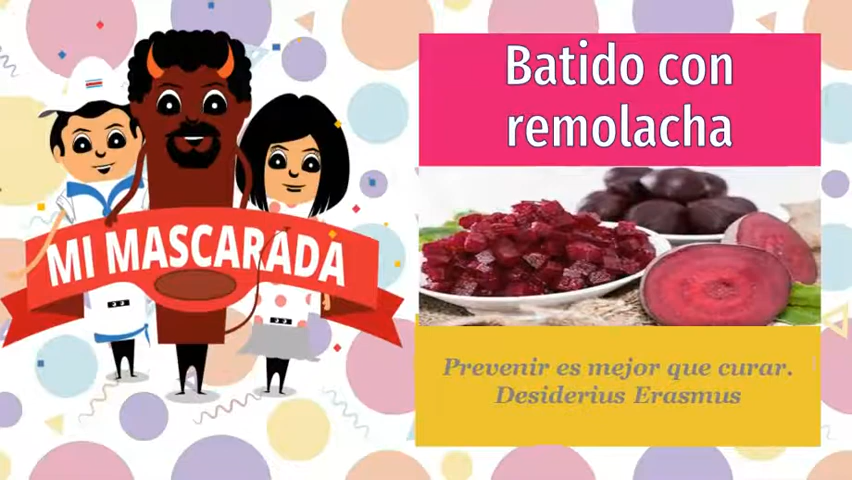 MI MASCARADA
Batido con
remolacha
Prevenir es mejor que curar.
Desiderius Erasmus